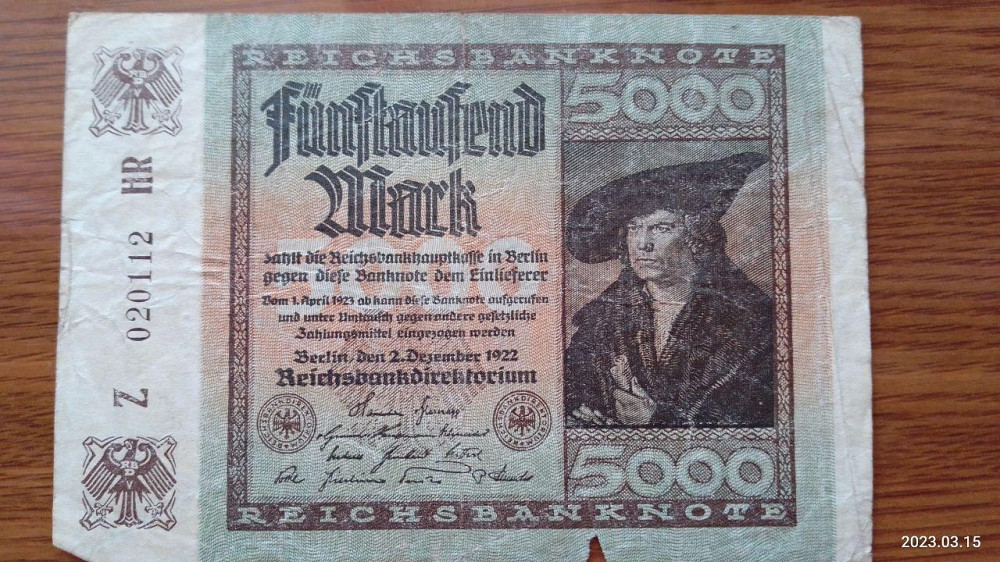 REICHSBANKNOTE
5000
Fünftausend
Mark
5000
zahlt die Reichsbankhauptkasse in Berlin
gegen diese Banknote dem Einlieferer
Vom 1. April 1923 ab kann diese Banknote aufgerufen
und unter Umtausch gegen andere gesetzliche
Zahlungsmittel eingezogen werden
Berlin, den 2. Dezember 1922
Reichsbankdirektorium
5000
REICHSBANKNOTE
Z 020112 HR
2023.03.15